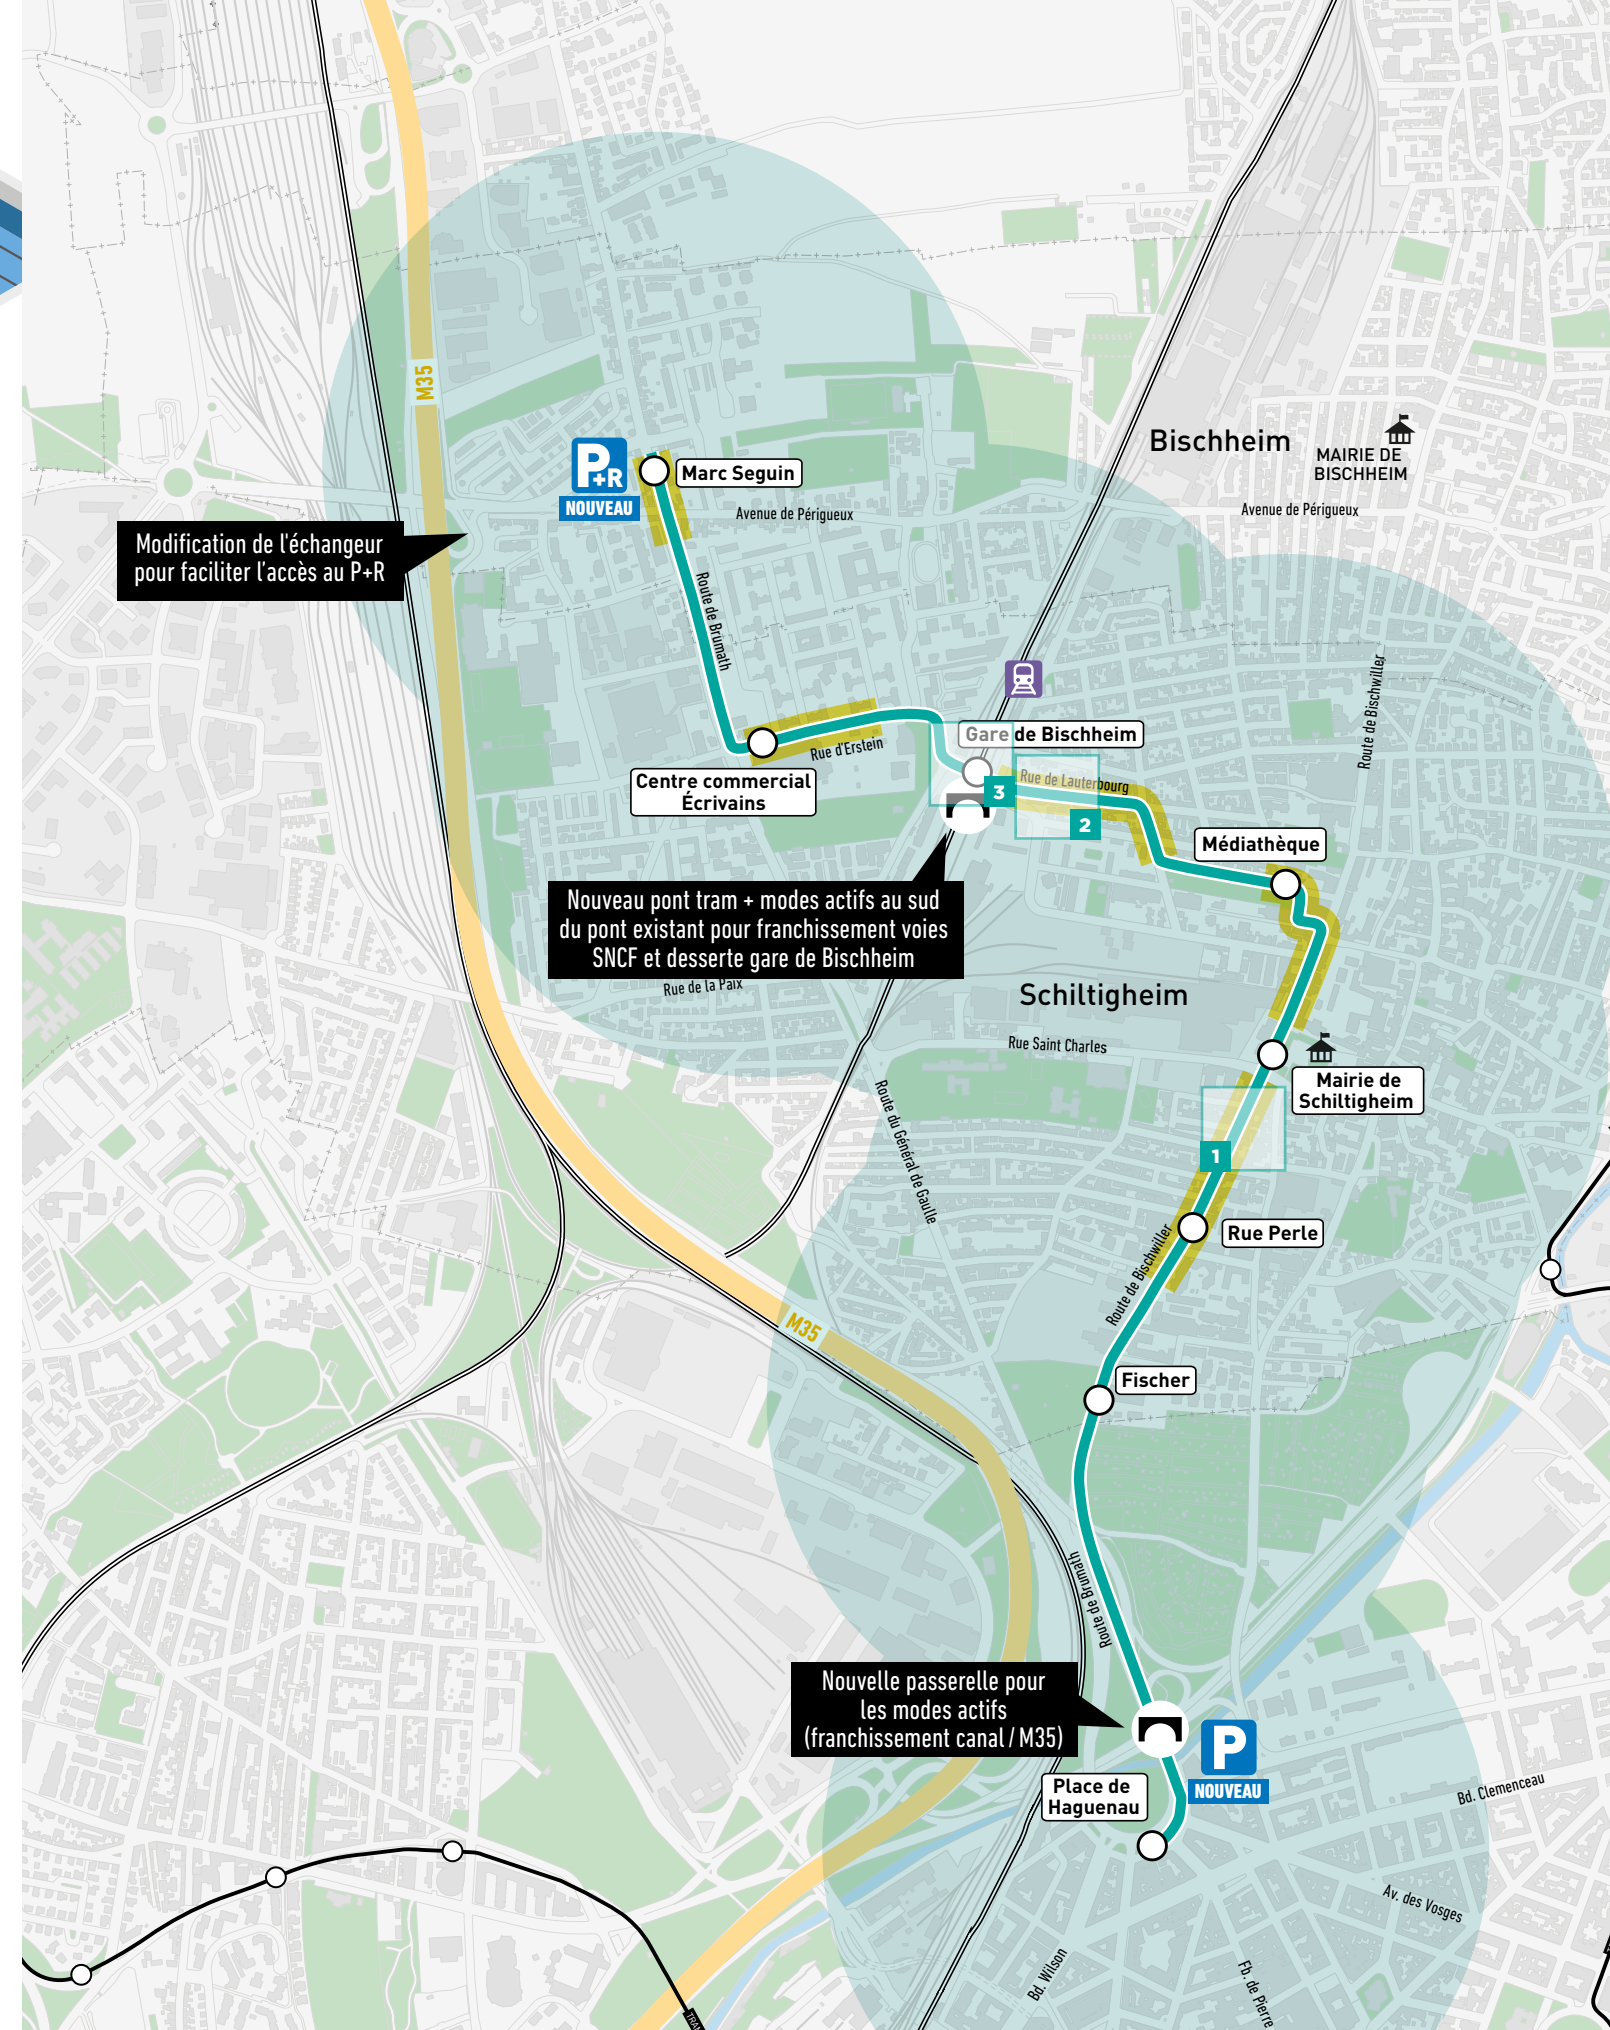 M35
Bischheim
MAIRIE DE
BISCHHEIM
P+R
NOUVEAU
Marc Seguin
Avenue de Périgueux
Avenue de Périgueux
Modification de l'échangeur
pour faciliter l'accès au P+R
Route de Brumath
Route de Bischwiller
Gare de Bischheim
Rue d'Erstein
Centre commercial
Écrivains
Rue de Lauterbourg
3
2
Médiathèque
Nouveau pont tram + modes actifs au sud
du pont existant pour franchissement voies
SNCF et desserte gare de Bischheim
Rue de la Paix
Schiltigheim
Rue Saint Charles
Mairie de
Schiltigheim
Route du Général de Gaulle
1
Rue Perle
Route de Bischwiller
M35
Fischer
Route de Brumath
Nouvelle passerelle pour
les modes actifs
(franchissement canal / M35)
P
NOUVEAU
Place de
Haguenau
Bd. Clemenceau
Av. des Vosges
Bd. Wilson
Fb. de Pierre